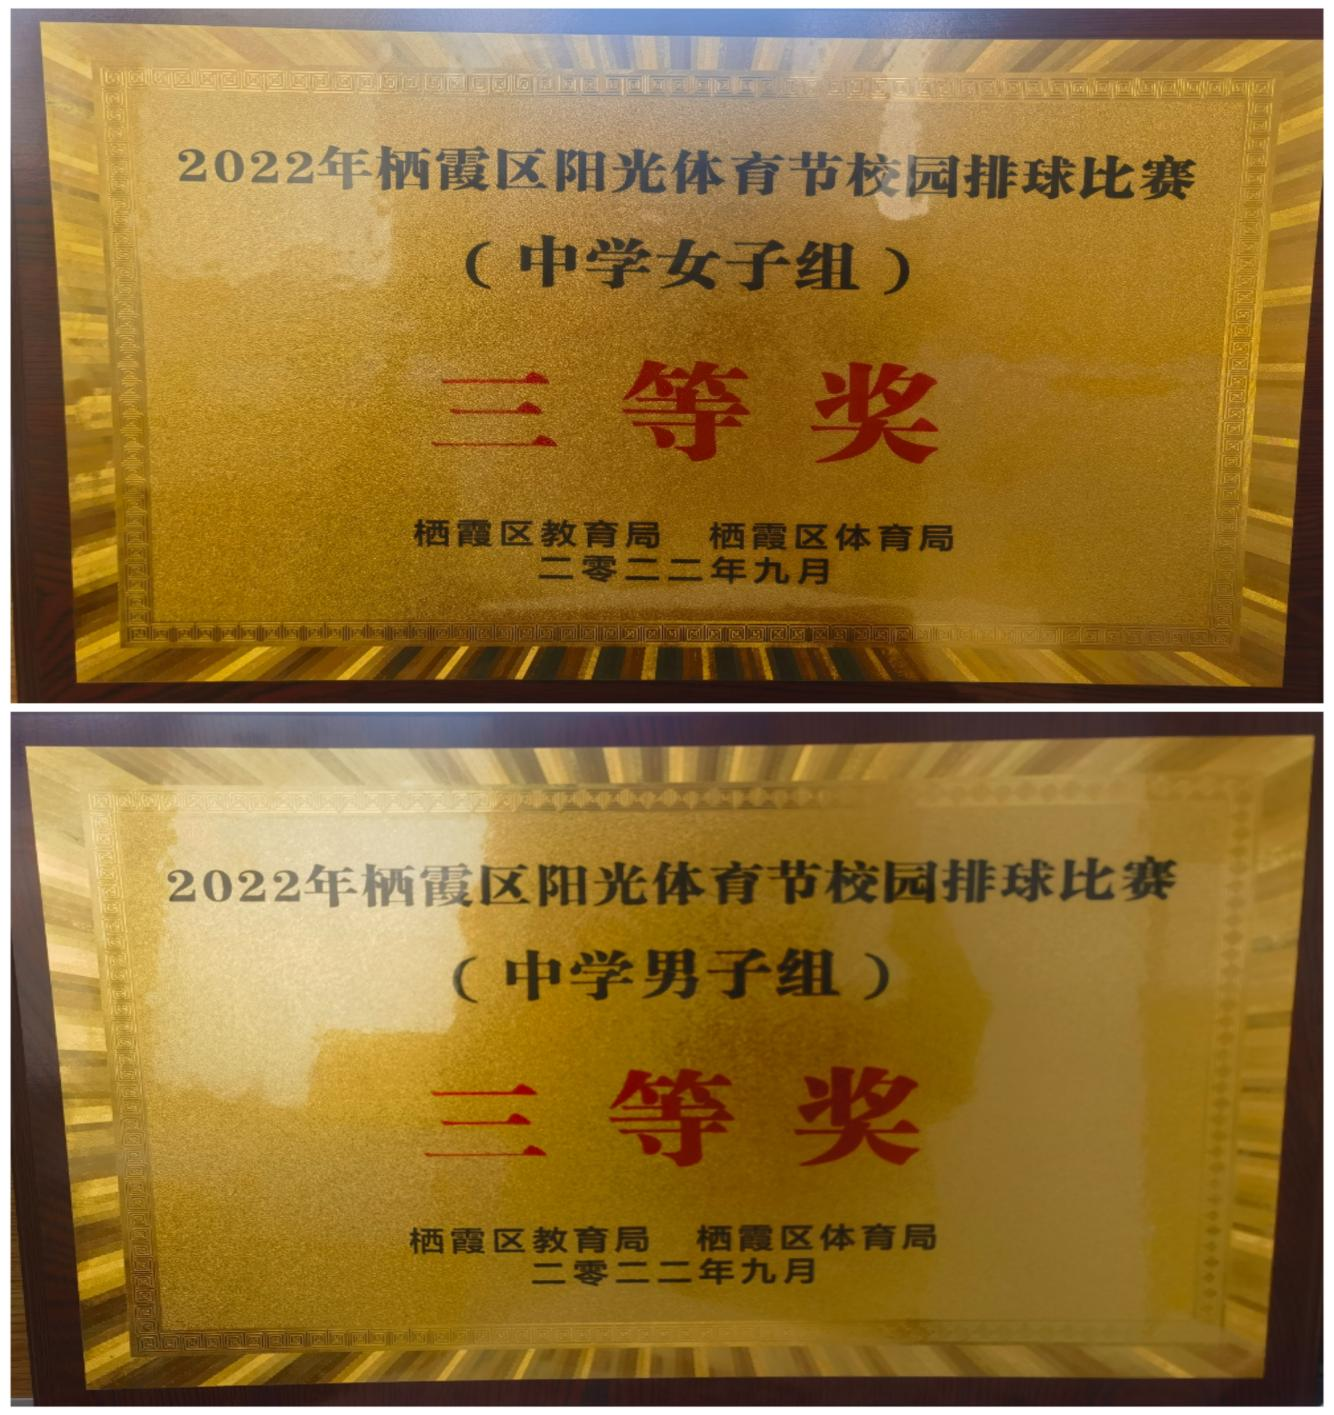 2022年栖霞区阳光体育节校园排球比赛
（中学女子组）
三等奖
栖霞区教育局 栖霞区体育局
二零二二年九月
2022年栖霞区阳光体育节校园排球比赛
（中学男子组）
三等奖
栖霞区教育局 栖霞区体育局
二零二二年九月